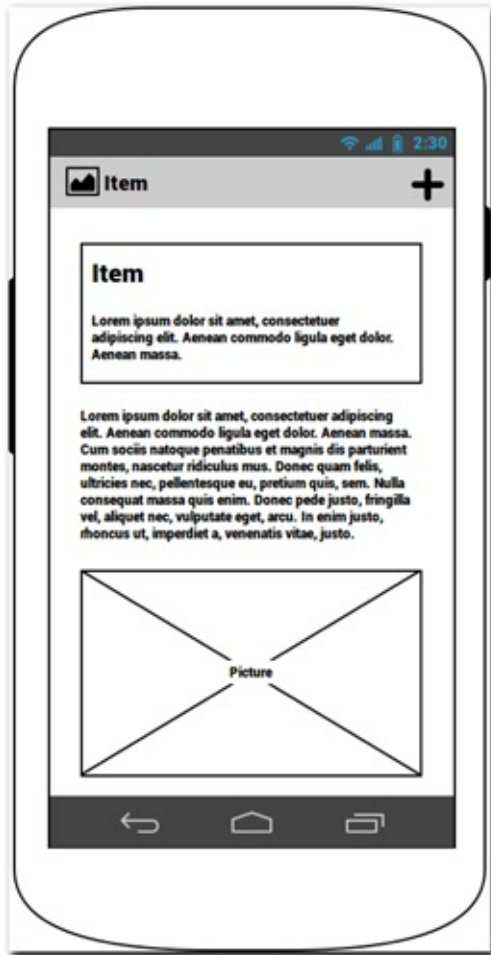 2:30
Item
Item
Lorem ipsum dolor sit amet, consectetuer
adipiscing elit. Aenean commodo ligula eget dolor.
Aenean massa.
Lorem ipsum dolor sit amet, consectetuer adipiscing
elit. Aenean commodo ligula eget dolor. Aenean massa.
Cum sociis natoque penatibus et magnis dis parturient
montes, nascetur ridiculus mus. Donec quam felis,
ultricies nec, pellentesque eu, pretium quis, sem. Nulla
consequat massa quis enim. Donec pede justo, fringilla
vel, aliquet nec, vulputate eget, arcu. In enim justo,
rhoncus ut, imperdiet a, venenatis vitae, justo.
Picture